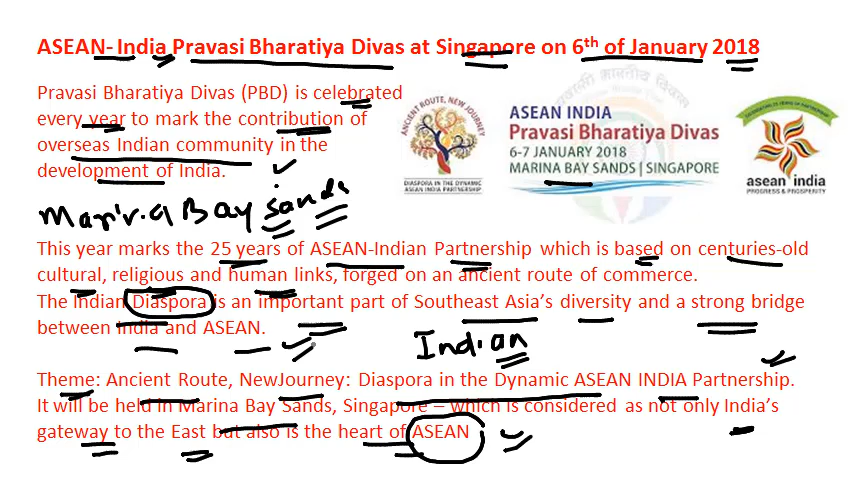 ASEAN- India Pravasi Bharatiya Divas at Singapore on 6th of January 2018
Pravasi Bharatiya Divas (PBD) is celebrated
every year to mark the contribution of
overseas Indian community in the
development of India.
ANCIENT ROUTE, NEW JOURNEY
DIASPORA IN THE DYNAMIC
ASEAN INDIA PARTNERSHIP
ASEAN INDIA
Pravasi Bharatiya Divas
6-7 JANUARY 2018
MARINA BAY SANDS | SINGAPORE
asean india
PROGRESS & PROSPERITY
Marina Bay Sands
This year marks the 25 years of ASEAN-Indian Partnership which is based on centuries-old
cultural, religious and human links, forged on an ancient route of commerce.
The Indian Diaspora is an important part of Southeast Asia's diversity and a strong bridge
between India and ASEAN.
Indian
Theme: Ancient Route, NewJourney: Diaspora in the Dynamic ASEAN INDIA Partnership.
It will be held in Marina Bay Sands, Singapore – which is considered as not only India's
gateway to the East but also is the heart of ASEAN